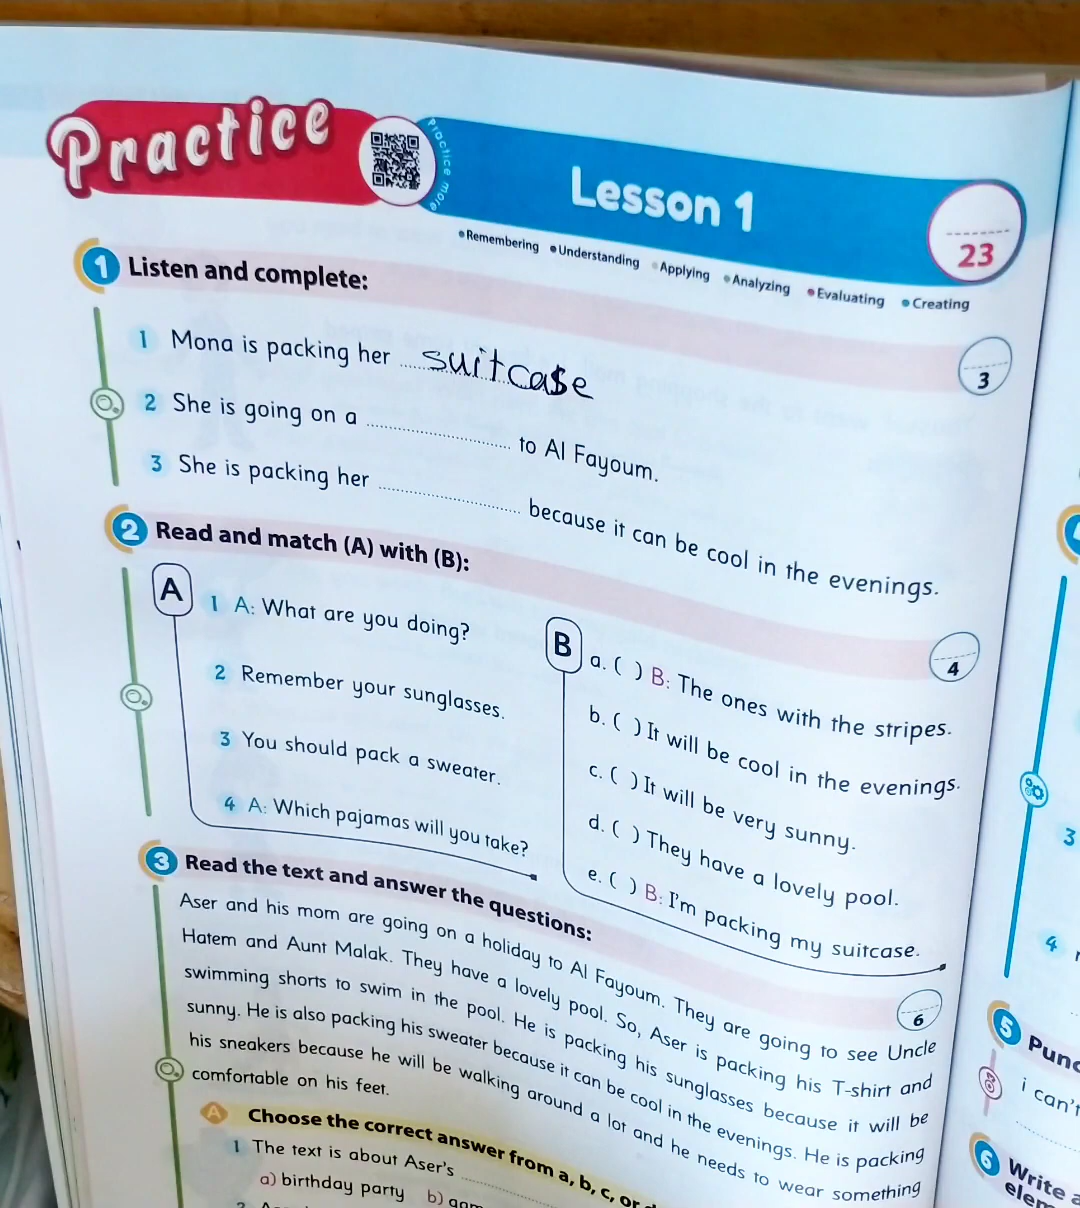 Practice
Practice more
Lesson 1
23
Remembering Understanding Applying Analyzing Evaluating Creating
1 Listen and complete:
3
1 Mona is packing her suitcase
2 She is going on a .................... to Al Fayoum.
3 She is packing her .................... because it can be cool in the evenings.
2 Read and match (A) with (B):
4
A
1 A: What are you doing?
2 Remember your sunglasses.
3 You should pack a sweater.
4 A: Which pajamas will you take?
B
a. ( ) B: The ones with the stripes.
b. ( ) It will be cool in the evenings.
c. ( ) It will be very sunny.
d. ( ) They have a lovely pool.
e. ( ) B: I'm packing my suitcase.
3 Read the text and answer the questions:
6
Aser and his mom are going on a holiday to Al Fayoum. They are going to see Uncle
Hatem and Aunt Malak. They have a lovely pool. So, Aser is packing his T-shirt and
swimming shorts to swim in the pool. He is packing his sunglasses because it will be
sunny. He is also packing his sweater because it can be cool in the evenings. He is packing
his sneakers because he will be walking around a lot and he needs to wear something
comfortable on his feet.
A Choose the correct answer from a, b, c, or
1 The text is about Aser's ....................
a) birthday party b)
3
4
5 Punc
i can't
6 Write a
elem